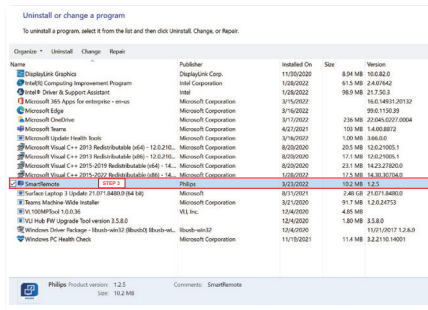 Uninstall or change a program
To uninstall a program, select it from the list and then click Uninstall, Change, or Repair.
Organize Uninstall Change Repair
Name Publisher Installed On Size Version
DisplayLink Graphics DisplayLink Corp. 11/30/2020 8.94 MB 10.0.82.0
Intel(R) Computing Improvement Program Intel Corporation 1/28/2022 61.5 MB 2.4.07642
Intel® Driver & Support Assistant Intel 1/28/2022 98.9 MB 21.7.50.3
Microsoft 365 Apps for enterprise - en-us Microsoft Corporation 3/15/2022 16.0.14931.20132
Microsoft Edge Microsoft Corporation 3/16/2022 99.0.1150.39
Microsoft OneDrive Microsoft Corporation 3/17/2022 236 MB 22.045.0227.0004
Microsoft Teams Microsoft Corporation 4/27/2021 103 MB 1.4.00.8872
Microsoft Update Health Tools Microsoft Corporation 3/16/2022 1.00 MB 3.66.0.0
Microsoft Visual C++ 2013 Redistributable (x64) - 12.0.210... Microsoft Corporation 8/20/2020 20.5 MB 12.0.21005.1
Microsoft Visual C++ 2013 Redistributable (x86) - 12.0.210... Microsoft Corporation 8/20/2020 17.1 MB 12.0.21005.1
Microsoft Visual C++ 2015-2019 Redistributable (x64) - 14.... Microsoft Corporation 8/20/2020 23.1 MB 14.23.27820.0
Microsoft Visual C++ 2015-2022 Redistributable (x86) - 14.... Microsoft Corporation 1/28/2022 17.5 MB 14.30.30704.0
SmartRemote STEP 3 Philips 3/23/2022 10.2 MB 1.2.5
Surface Laptop 3 Update 21.071.8480.0 (64 bit) Microsoft 8/31/2021 2.48 GB 21.071.8480.0
Teams Machine-Wide Installer Microsoft Corporation 3/21/2020 91.7 MB 1.2.0.24753
VL100MPTool 1.0.0.36 VLI, Inc. 12/4/2020 4.85 MB
VLI Hub FW Upgrade Tool version 3.5.8.0 12/4/2020 1.80 MB 3.5.8.0
Windows Driver Package - libusb-win32 (libusb0) libusb-wi... libusb-win32 12/4/2020 11/21/2017 1.2.6.0
Windows PC Health Check Microsoft Corporation 11/19/2021 11.4 MB 3.2.2110.14001
Philips Product version: 1.2.5 Comments: SmartRemote
Size: 10.2 MB